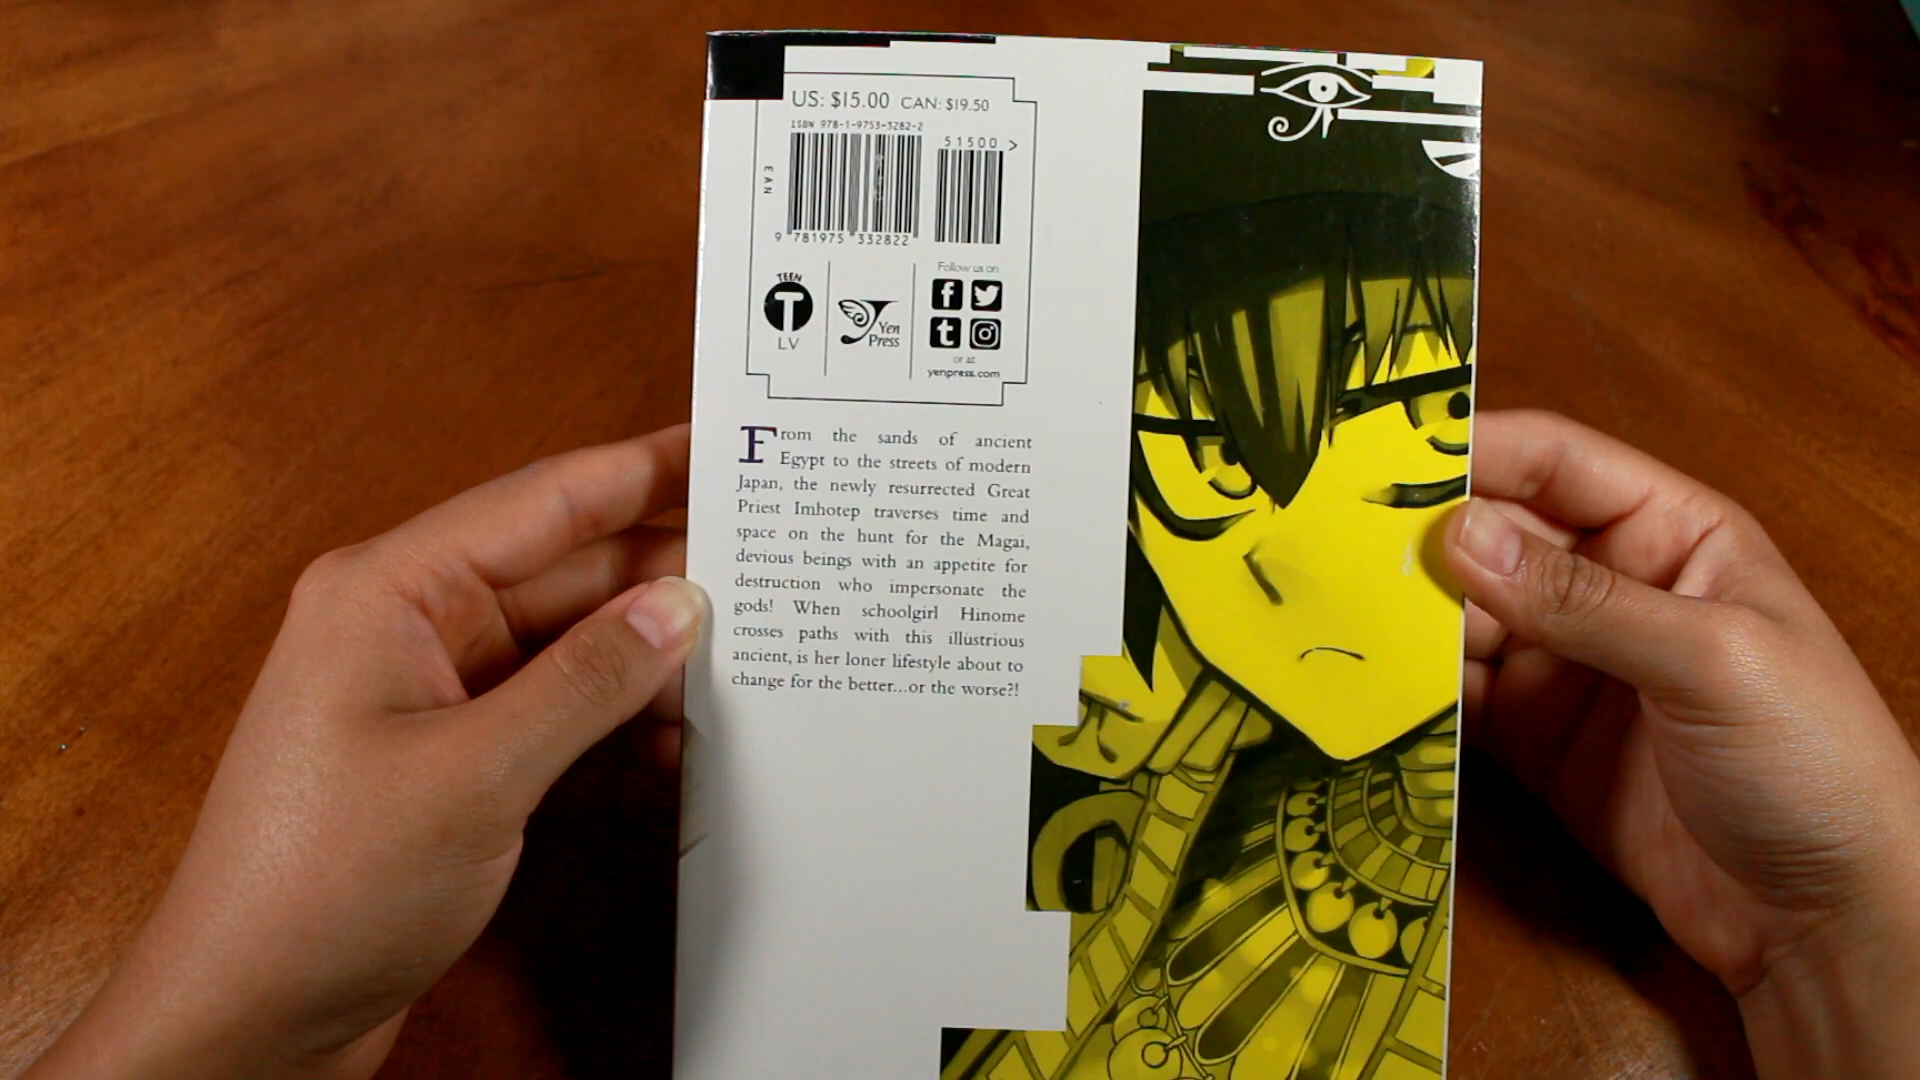 US: $15.00 CAN: $19.50
ISBN 978-1-9753-3282-2
51500 >
EAN
9 781975 332822
TEEN
T
LV
Yen
Press
Follow us on
f
t
or at
yenpress.com
From the sands of ancient
Egypt to the streets of modern
Japan, the newly resurrected Great
Priest Imhotep traverses time and
space on the hunt for the Magai,
devious beings with an appetite for
destruction who impersonate the
gods! When schoolgirl Hinome
crosses paths with this illustrious
ancient, is her loner lifestyle about to
change for the better...or the worse?!